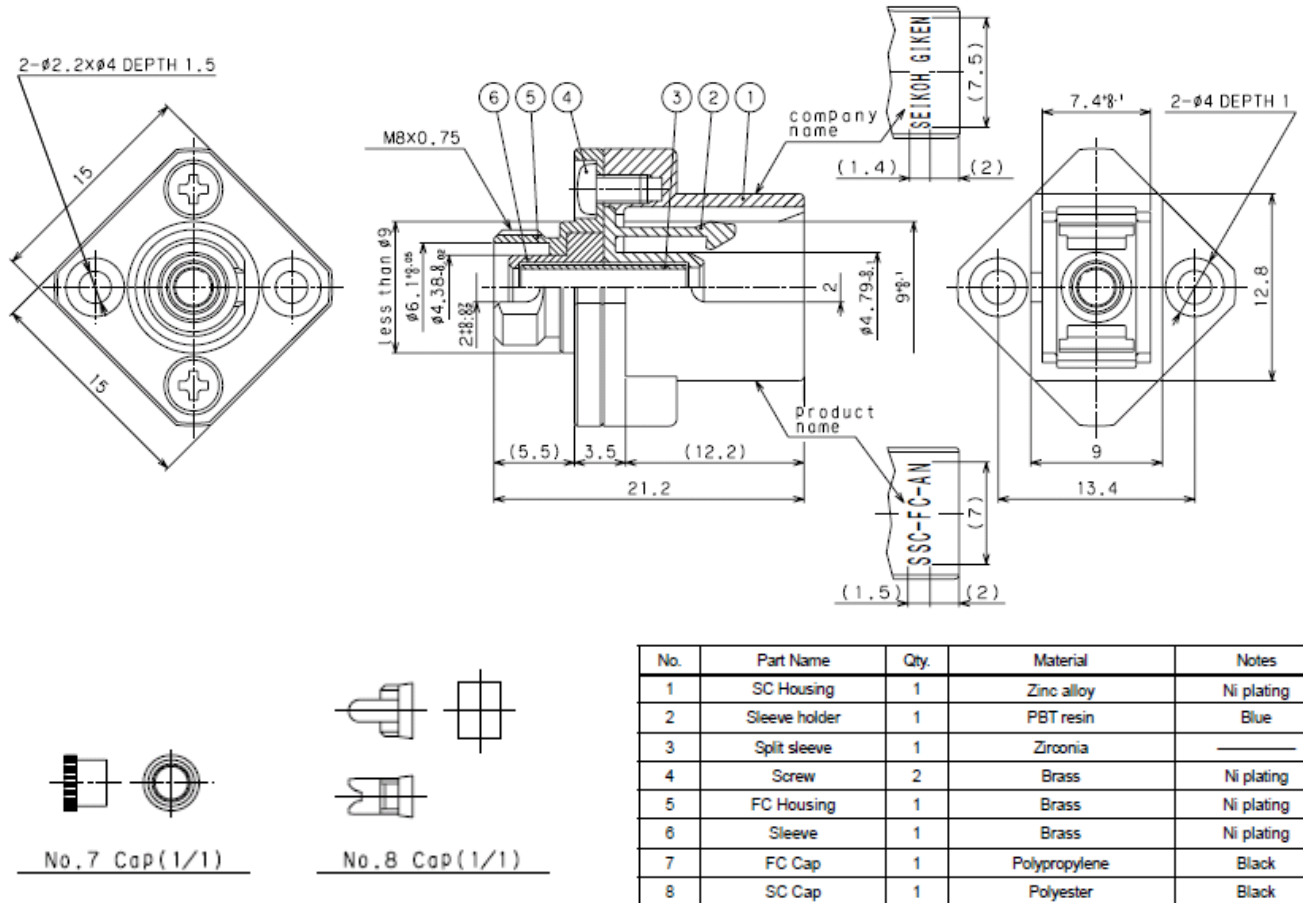 2-ø2.2xø4 DEPTH 1.5
15
15
6
5
4
3
2
1
M8X0.75
company
name
SEIKOH GIKEN
(7.5)
(1.4)
(2)
less than ø9
2
(5.5)
3.5
(12.2)
21.2
product
name
SSC-FC-AN
(7)
(1.5)
(2)
2-ø4 DEPTH 1
12.8
9
13.4
No.7 Cap(1/1)
No.8 Cap(1/1)
No. Part Name Qty. Material Notes
1 SC Housing 1 Zinc alloy Ni plating
2 Sleeve holder 1 PBT resin Blue
3 Split sleeve 1 Zirconia
4 Screw 2 Brass Ni plating
5 FC Housing 1 Brass Ni plating
6 Sleeve 1 Brass Ni plating
7 FC Cap 1 Polypropylene Black
8 SC Cap 1 Polyester Black